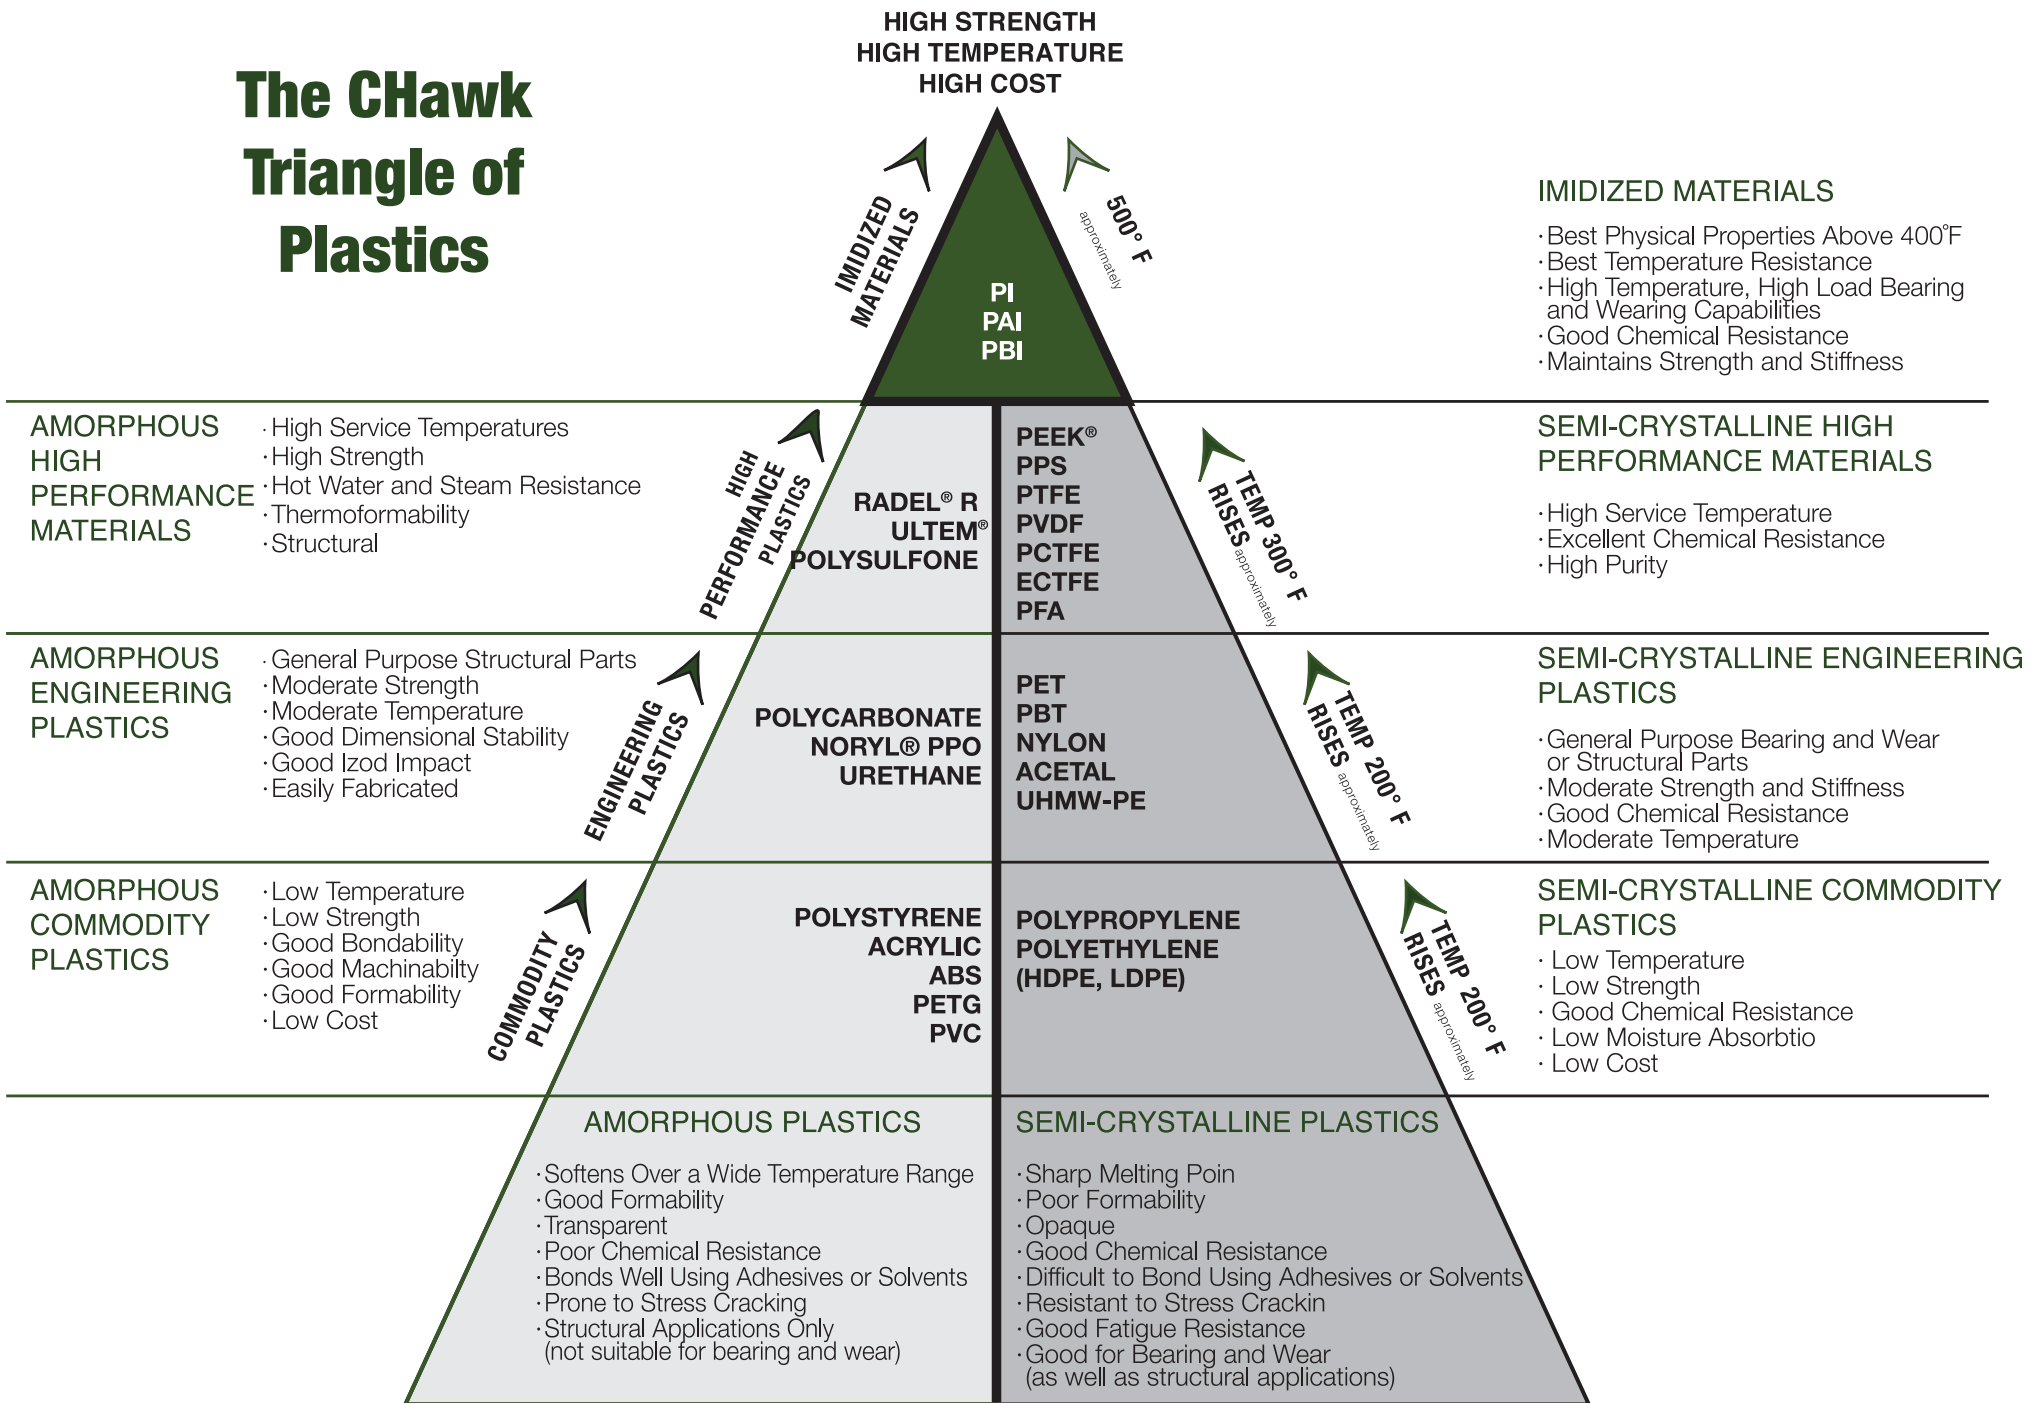 The CHawk
Triangle of
Plastics
HIGH STRENGTH
HIGH TEMPERATURE
HIGH COST
IMIDIZED
MATERIALS
500° F
approximately
PI
PAI
PBI
IMIDIZED MATERIALS
· Best Physical Properties Above 400°F
· Best Temperature Resistance
· High Temperature, High Load Bearing
and Wearing Capabilities
· Good Chemical Resistance
· Maintains Strength and Stiffness
AMORPHOUS
HIGH
PERFORMANCE
MATERIALS
· High Service Temperatures
· High Strength
· Hot Water and Steam Resistance
· Thermoformability
· Structural
HIGH
PERFORMANCE
PLASTICS
RADEL® R
ULTEM®
POLYSULFONE
PEEK®
PPS
PTFE
PVDF
PCTFE
ECTFE
PFA
TEMP 300° F
RISES approximately
SEMI-CRYSTALLINE HIGH
PERFORMANCE MATERIALS
· High Service Temperature
· Excellent Chemical Resistance
· High Purity
AMORPHOUS
ENGINEERING
PLASTICS
· General Purpose Structural Parts
· Moderate Strength
· Moderate Temperature
· Good Dimensional Stability
· Good Izod Impact
· Easily Fabricated
ENGINEERING
PLASTICS
POLYCARBONATE
NORYL® PPO
URETHANE
PET
PBT
NYLON
ACETAL
UHMW-PE
TEMP 200° F
RISES approximately
SEMI-CRYSTALLINE ENGINEERING
PLASTICS
· General Purpose Bearing and Wear
or Structural Parts
· Moderate Strength and Stiffness
· Good Chemical Resistance
· Moderate Temperature
AMORPHOUS
COMMODITY
PLASTICS
· Low Temperature
· Low Strength
· Good Bondability
· Good Machinabilty
· Good Formability
· Low Cost
COMMODITY
PLASTICS
POLYSTYRENE
ACRYLIC
ABS
PETG
PVC
POLYPROPYLENE
POLYETHYLENE
(HDPE, LDPE)
TEMP 200° F
RISES approximately
SEMI-CRYSTALLINE COMMODITY
PLASTICS
· Low Temperature
· Low Strength
· Good Chemical Resistance
· Low Moisture Absorbtio
· Low Cost
AMORPHOUS PLASTICS
· Softens Over a Wide Temperature Range
· Good Formability
· Transparent
· Poor Chemical Resistance
· Bonds Well Using Adhesives or Solvents
· Prone to Stress Cracking
· Structural Applications Only
(not suitable for bearing and wear)
SEMI-CRYSTALLINE PLASTICS
· Sharp Melting Poin
· Poor Formability
· Opaque
· Good Chemical Resistance
· Difficult to Bond Using Adhesives or Solvents
· Resistant to Stress Crackin
· Good Fatigue Resistance
· Good for Bearing and Wear
(as well as structural applications)